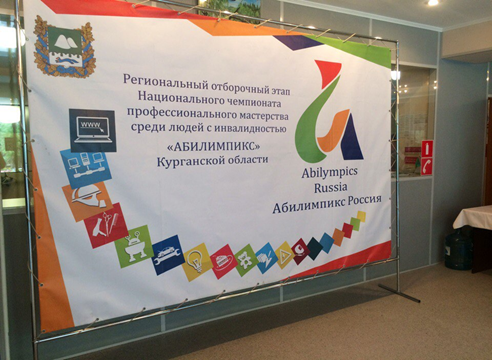 Региональный отборочный этап
Национального чемпионата
профессионального мастерства
среди людей с инвалидностью
«АБИЛИМПИКС»
Курганской области
www
Abilympics
Russia
Абилимпикс Россия